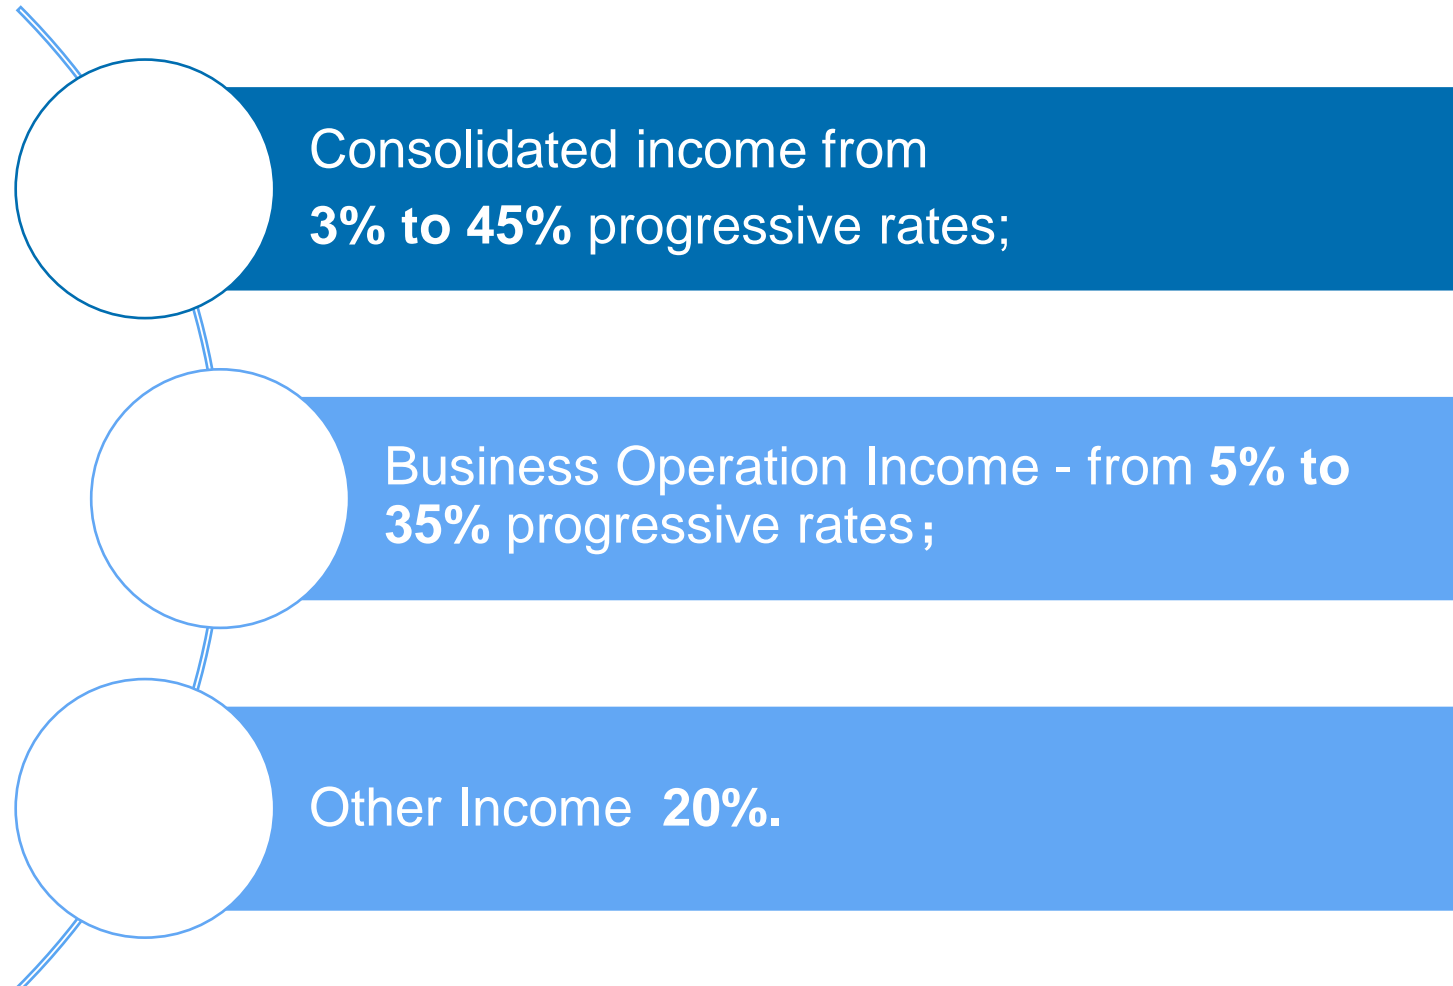 Consolidated income from
3% to 45% progressive rates;
Business Operation Income - from 5% to
35% progressive rates；
Other Income  20%.